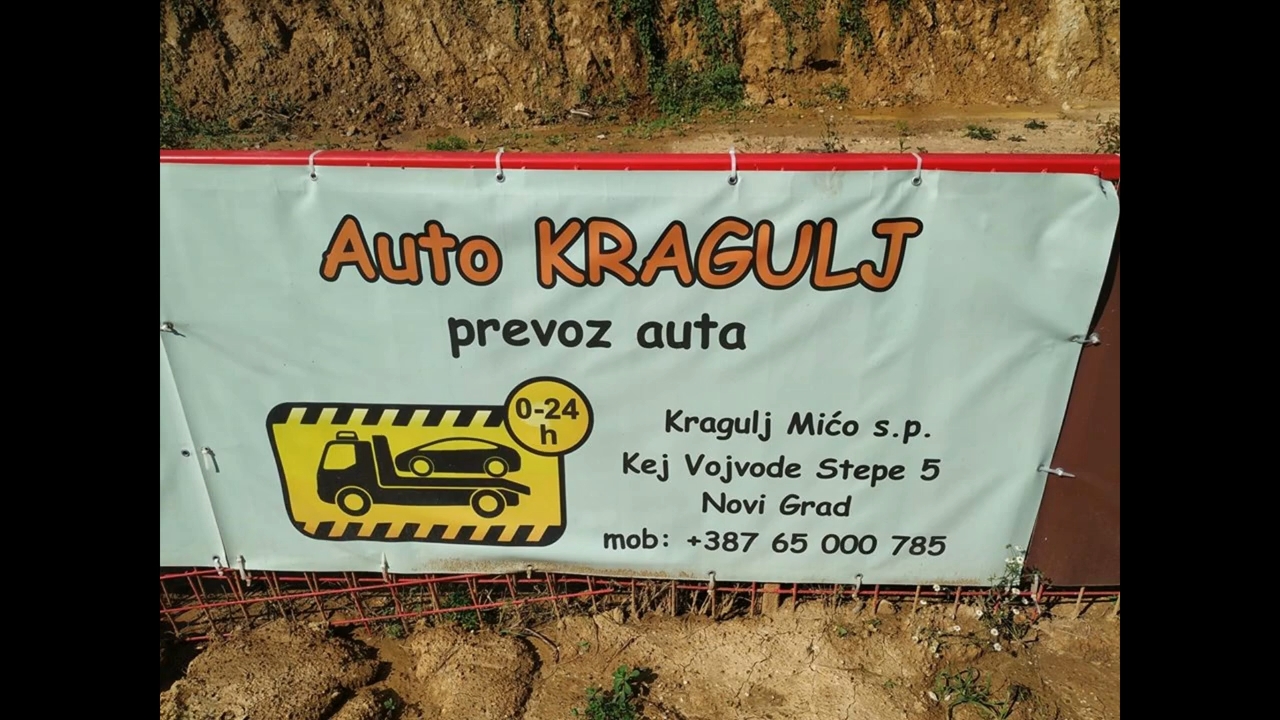 Auto KRAGULJ
prevoz auta
0-24
h
Kragulj Mićo s.p.
Kej Vojvode Stepe 5
Novi Grad
mob: +387 65 000 785